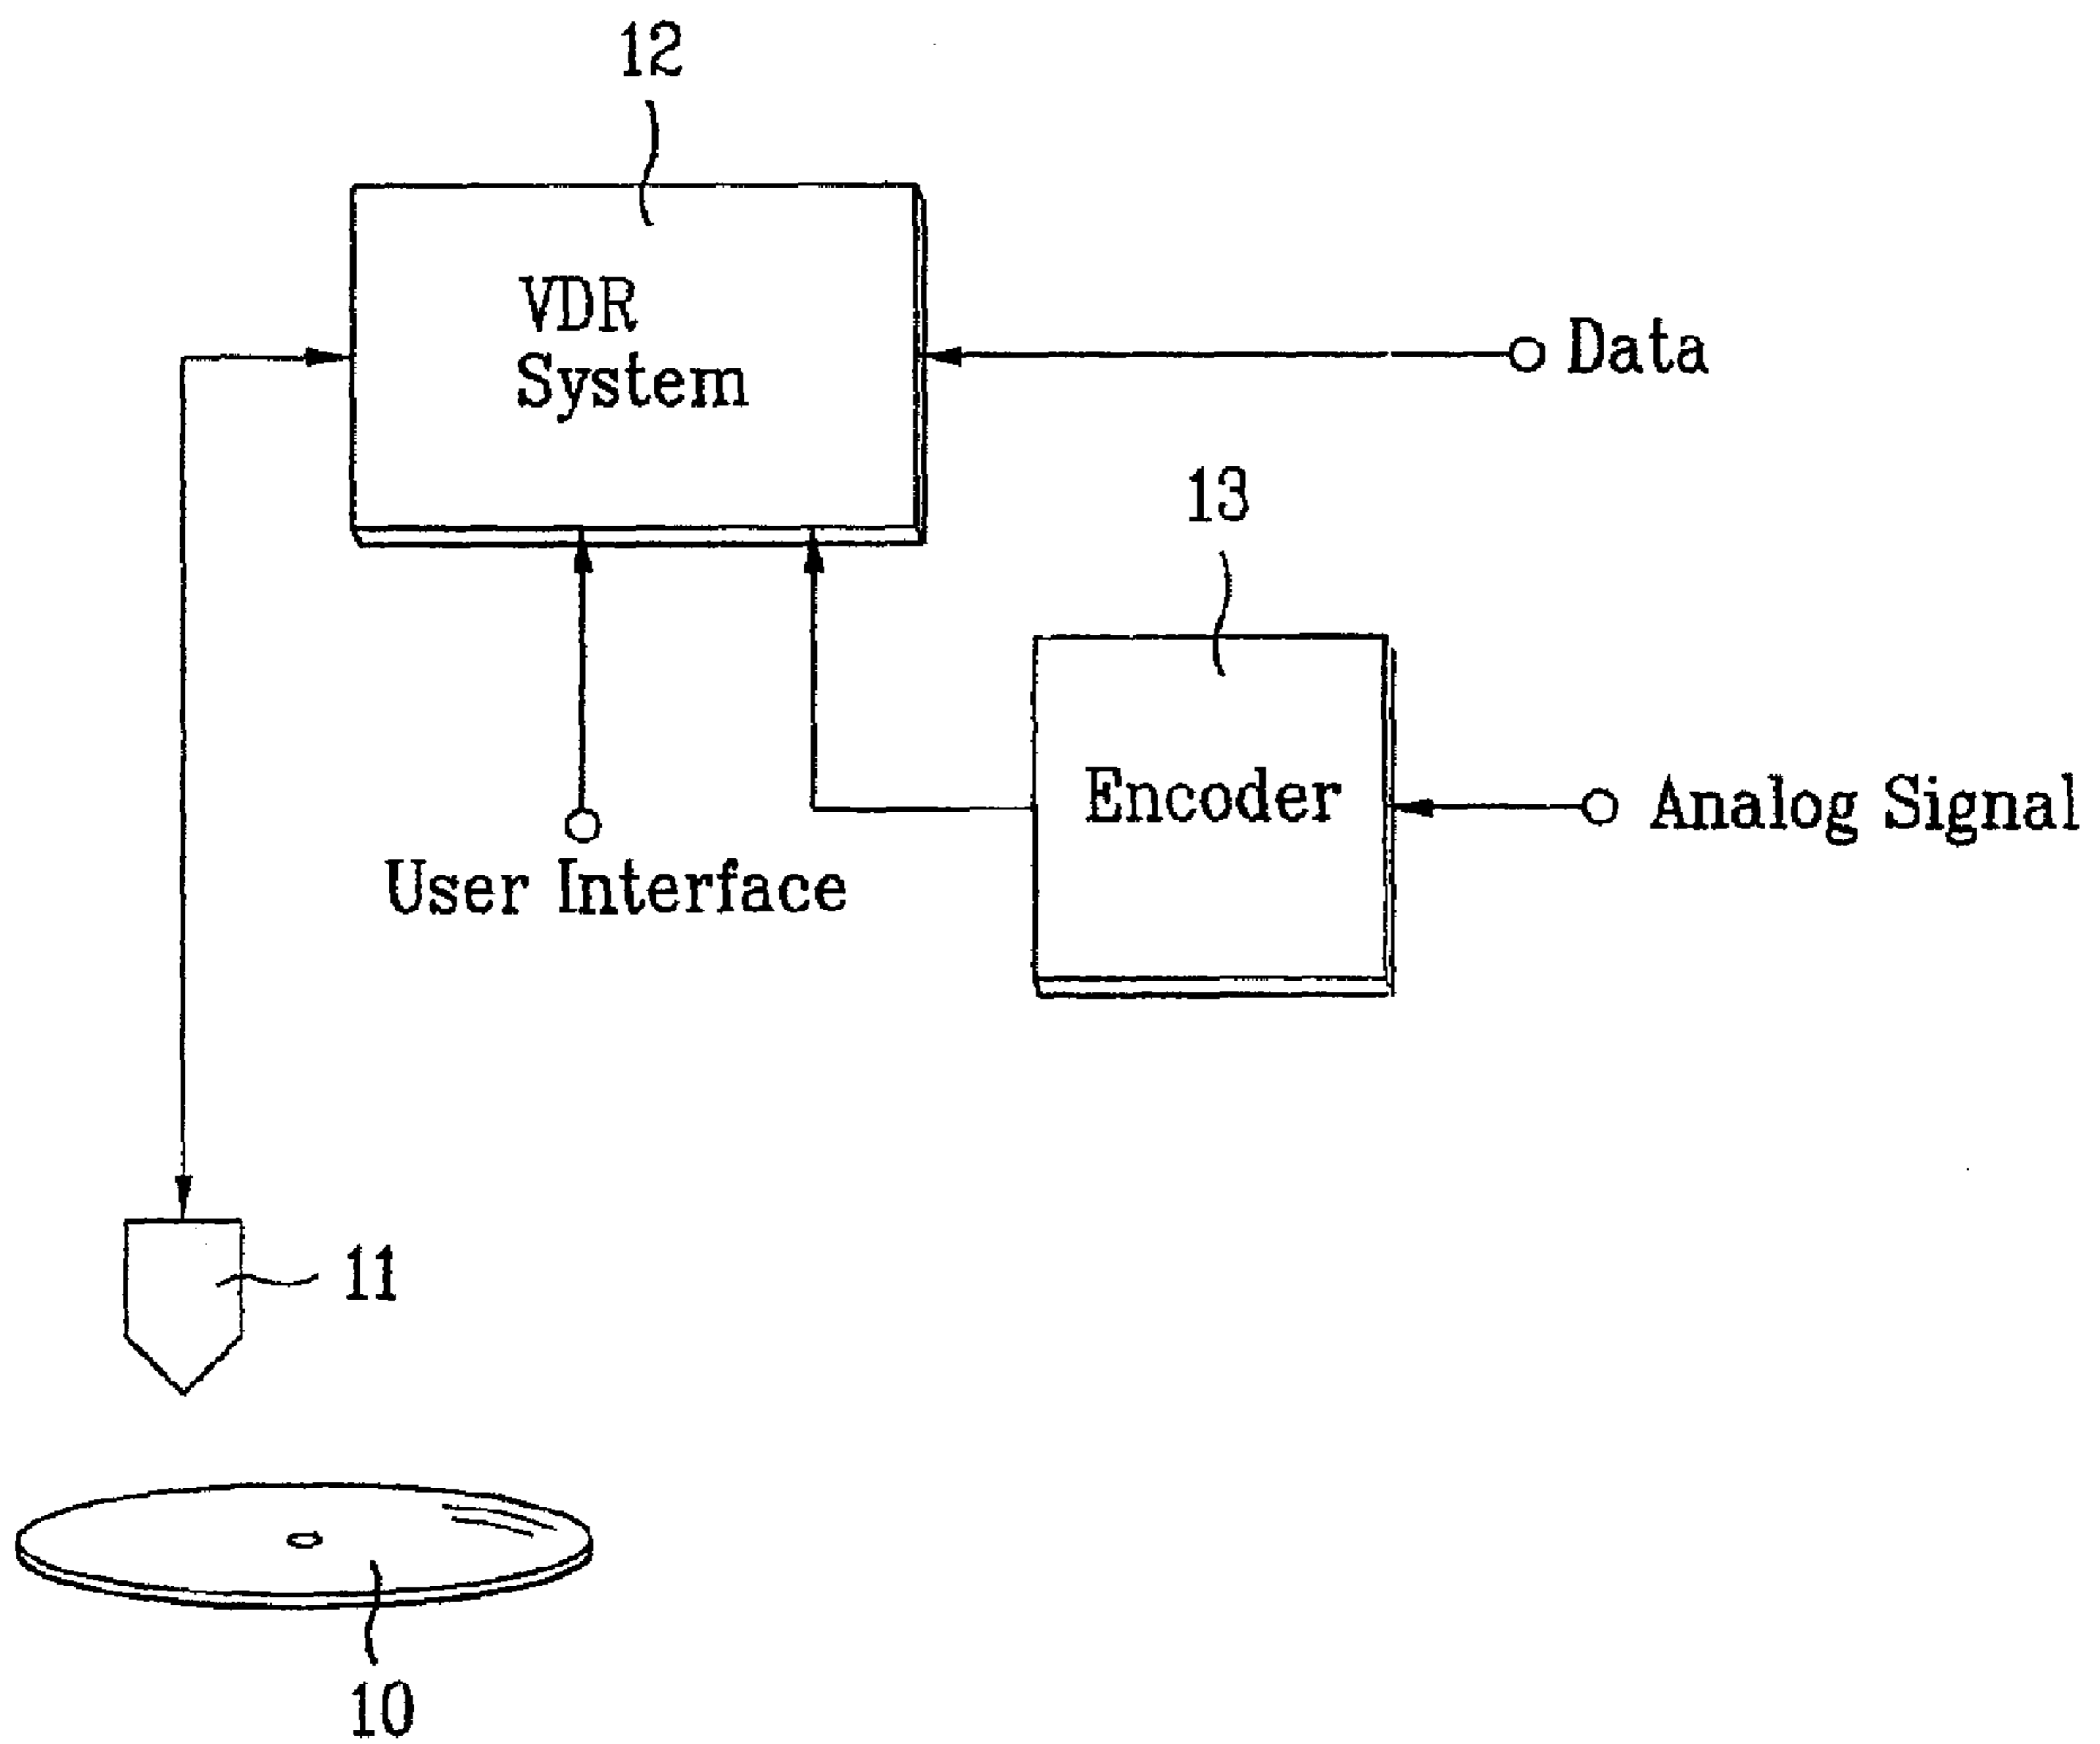 12
VDR
System
Data
13
Encoder
Analog Signal
User Interface
11
10